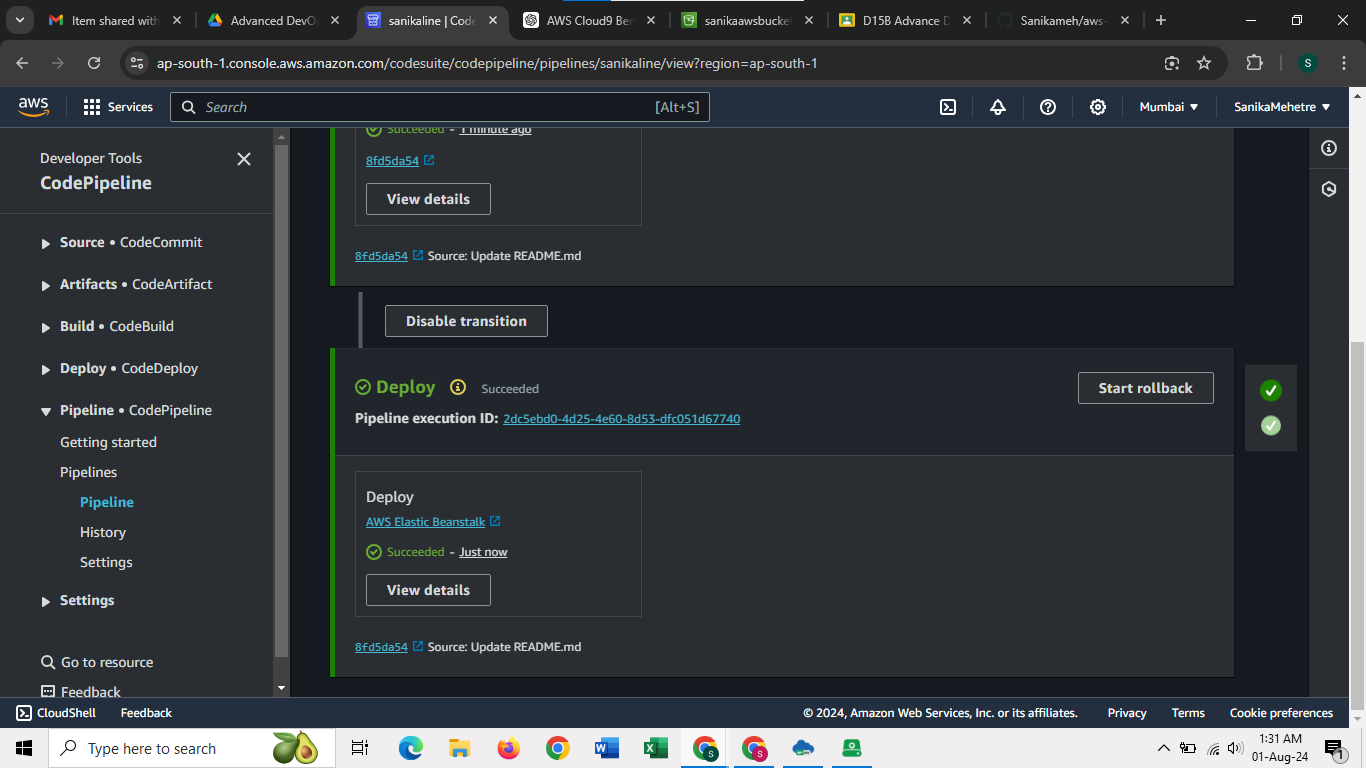 Item shared with
Advanced DevO
sanikaline | Code
AWS Cloud9 Ber
sanikaawsbucket
D15B Advance D
Sanikameh/aws-
ap-south-1.console.aws.amazon.com/codesuite/codepipeline/pipelines/sanikaline/view?region=ap-south-1
S
aws
Services
Search
[Alt+S]
Mumbai
SanikaMehetre
Developer Tools
CodePipeline
Source • CodeCommit
Artifacts • CodeArtifact
Build • CodeBuild
Deploy • CodeDeploy
Pipeline • CodePipeline
Getting started
Pipelines
Pipeline
History
Settings
Settings
Go to resource
Feedback
Succeeded - 1 minute ago
8fd5da54
View details
8fd5da54 Source: Update README.md
Disable transition
Deploy Succeeded
Start rollback
Pipeline execution ID: 2dc5ebd0-4d25-4e60-8d53-dfc051d67740
Deploy
AWS Elastic Beanstalk
Succeeded - Just now
View details
8fd5da54 Source: Update README.md
CloudShell Feedback
© 2024, Amazon Web Services, Inc. or its affiliates. Privacy Terms Cookie preferences
Type here to search
1:31 AM
01-Aug-24
1